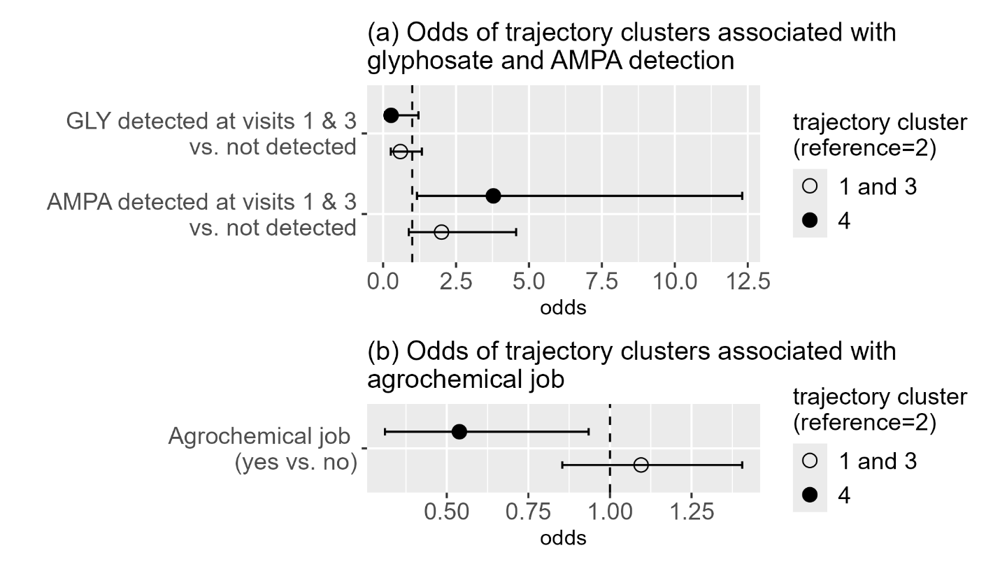 (a) Odds of trajectory clusters associated with
glyphosate and AMPA detection
GLY detected at visits 1 & 3
vs. not detected
AMPA detected at visits 1 & 3
vs. not detected
0.0 2.5 5.0 7.5 10.0 12.5
odds
trajectory cluster
(reference=2)
1 and 3
4
(b) Odds of trajectory clusters associated with
agrochemical job
Agrochemical job
(yes vs. no)
0.50 0.75 1.00 1.25
odds
trajectory cluster
(reference=2)
1 and 3
4